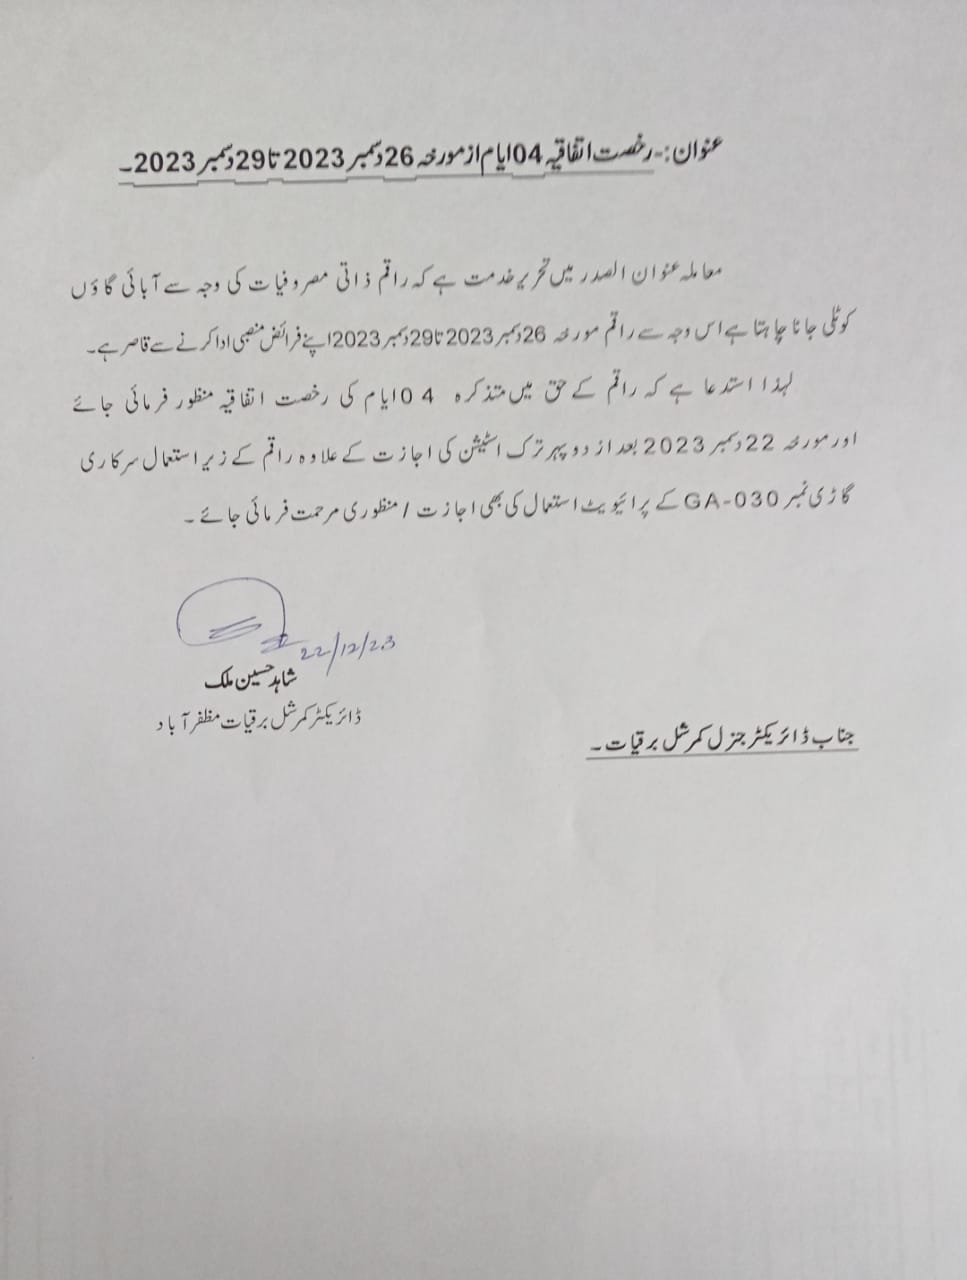 عنوان:- رخصت اتفاقیہ 04 ایام از مورخہ 26 دسمبر 2023 تا 29 دسمبر 2023۔
معاملہ عنوان الصدر میں تحریر خدمت ہے کہ راقم ذاتی مصروفیات کی وجہ سے آبائی گاؤں
کوٹلی جانا چاہتا ہے اس وجہ سے راقم مورخہ 26 دسمبر 2023 تا 29 دسمبر 2023 اپنے فرائض منصبی ادا کرنے سے قاصر ہے۔
لہذا استدعا ہے کہ راقم کے حق میں متذکرہ 04 ایام کی رخصت اتفاقیہ منظور فرمائی جائے
اور مورخہ 22 دسمبر 2023 بعد از دوپہر ترک اسٹیشن کی اجازت کے علاوہ راقم کے زیر استعمال سرکاری
گاڑی نمبر GA-030 کے پرائیویٹ استعمال کی بھی اجازت / منظوری مرحمت فرمائی جائے۔
22/12/23
شاہد حسین ملک
ڈائریکٹر کمرشل برقیات مظفر آباد
جناب ڈائریکٹر جنرل کمرشل برقیات۔